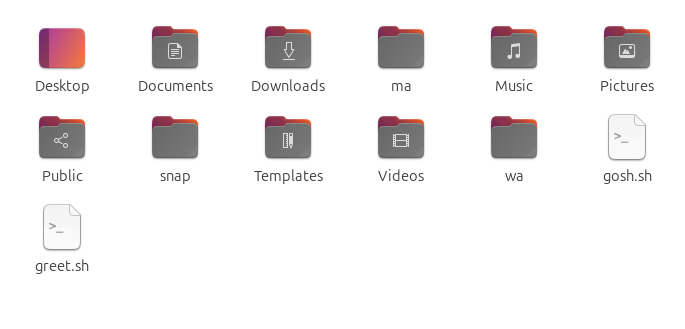 Desktop Documents Downloads ma Music Pictures
Public snap Templates Videos wa gosh.sh
greet.sh